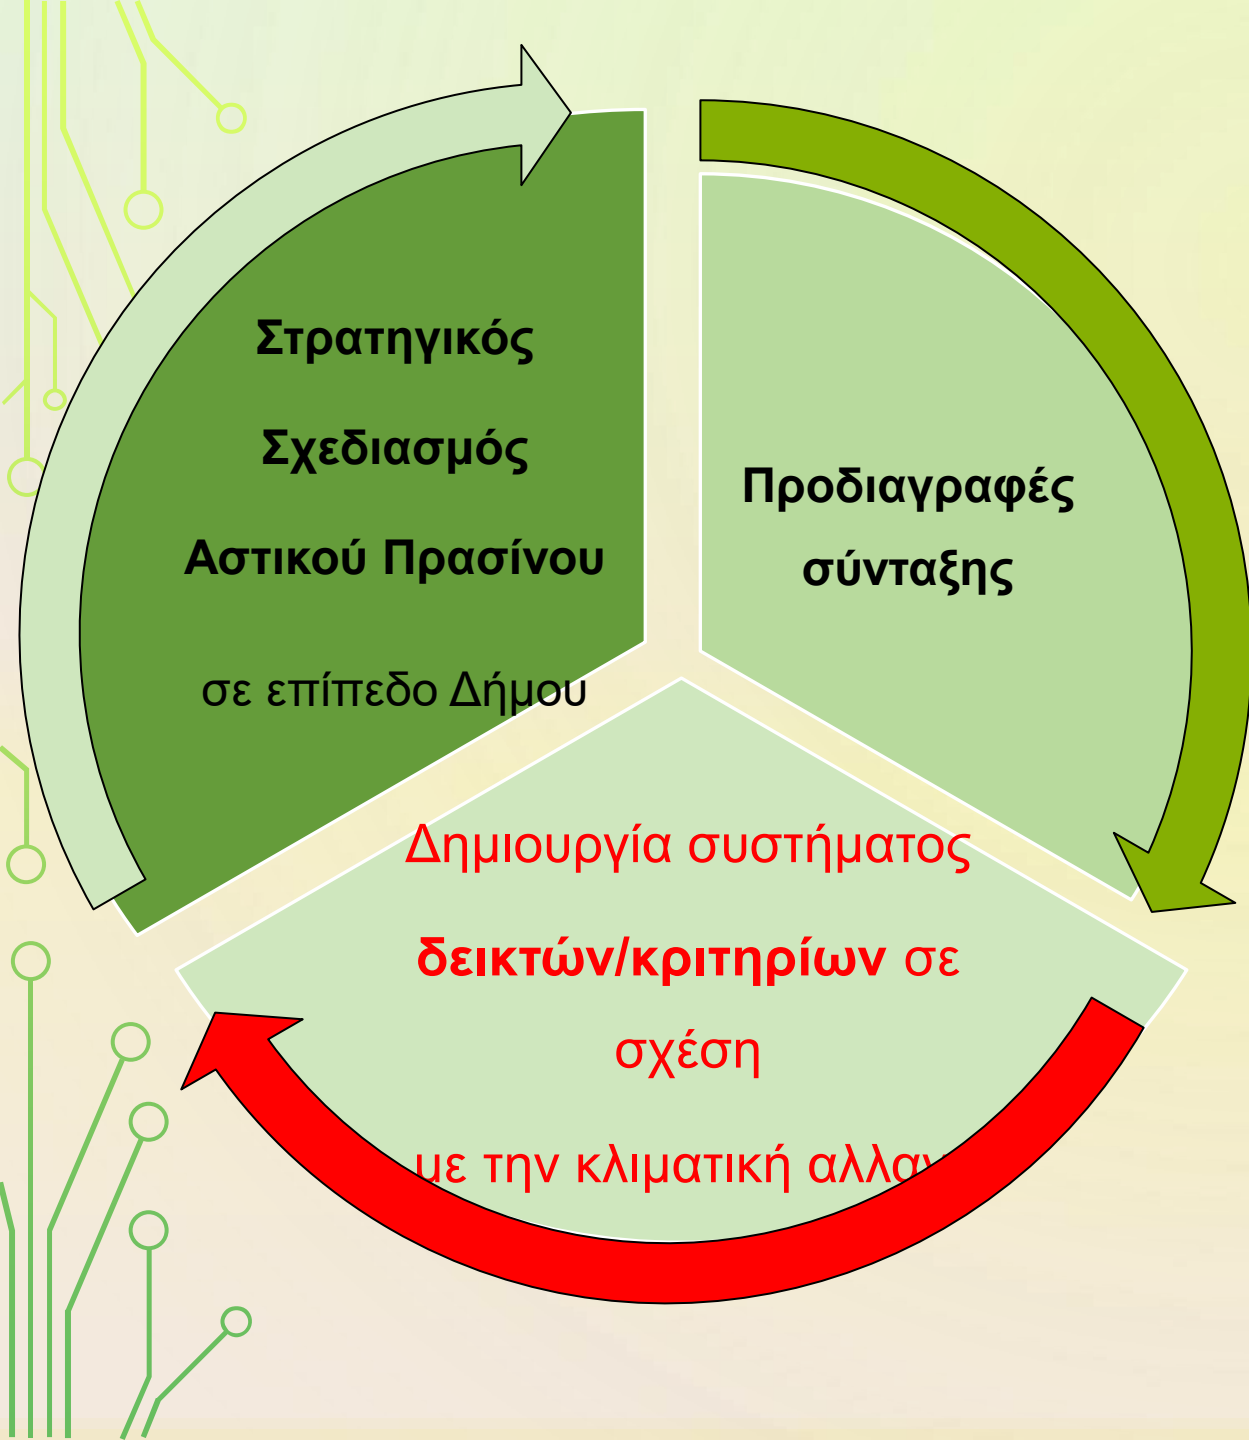 Στρατηγικός
Σχεδιασμός
Αστικού Πρασίνου
σε επίπεδο Δήμου
Προδιαγραφές
σύνταξης
Δημιουργία συστήματος
δεικτών/κριτηρίων σε
σχέση
με την κλιματική